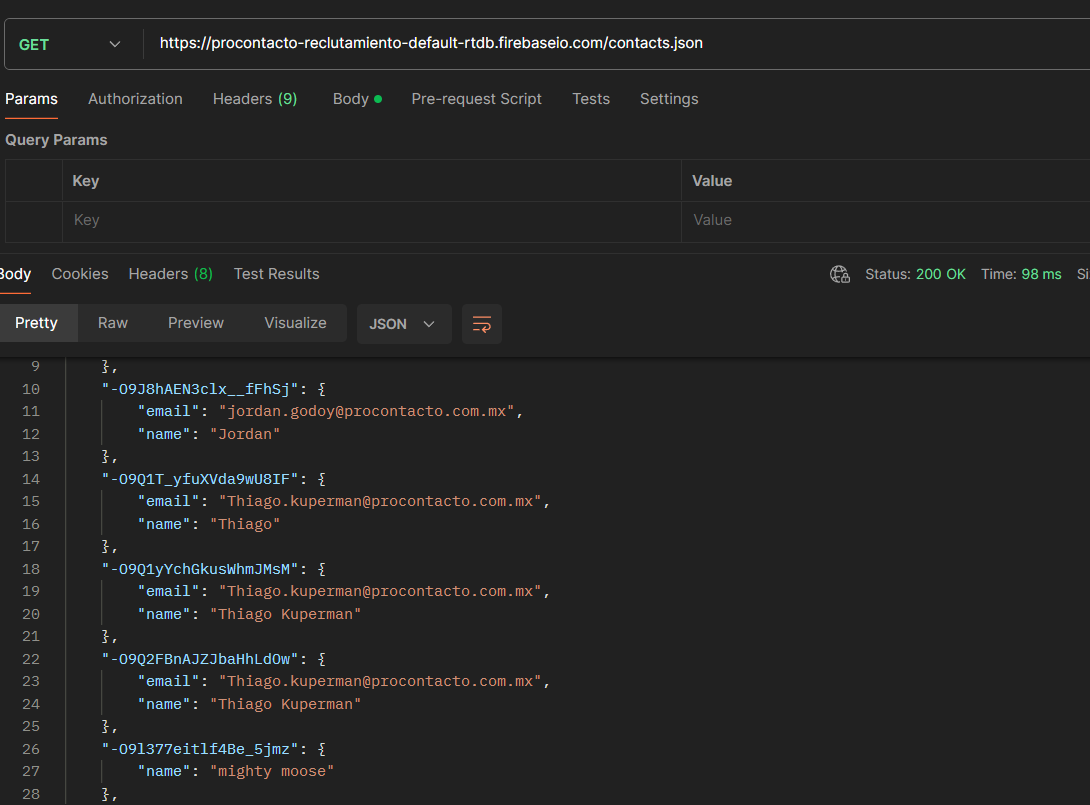 GET https://procontacto-reclutamiento-default-rtdb.firebaseio.com/contacts.json
Params Authorization Headers (9) Body Pre-request Script Tests Settings
Query Params
Key Value
Key Value
Body Cookies Headers (8) Test Results Status: 200 OK Time: 98 ms Si
Pretty Raw Preview Visualize JSON
9 },
10 "-O9J8hAEN3clx__fFhSj": {
11 "email": "jordan.godoy@procontacto.com.mx",
12 "name": "Jordan"
13 },
14 "-O9Q1T_yfuXVda9wU8IF": {
15 "email": "Thiago.kuperman@procontacto.com.mx",
16 "name": "Thiago"
17 },
18 "-O9Q1yYchGkusWhmJMsM": {
19 "email": "Thiago.kuperman@procontacto.com.mx",
20 "name": "Thiago Kuperman"
21 },
22 "-O9Q2FBnAJZJbaHhLdOw": {
23 "email": "Thiago.kuperman@procontacto.com.mx",
24 "name": "Thiago Kuperman"
25 },
26 "-O9l377eitlf4Be_5jmz": {
27 "name": "mighty moose"
28 },